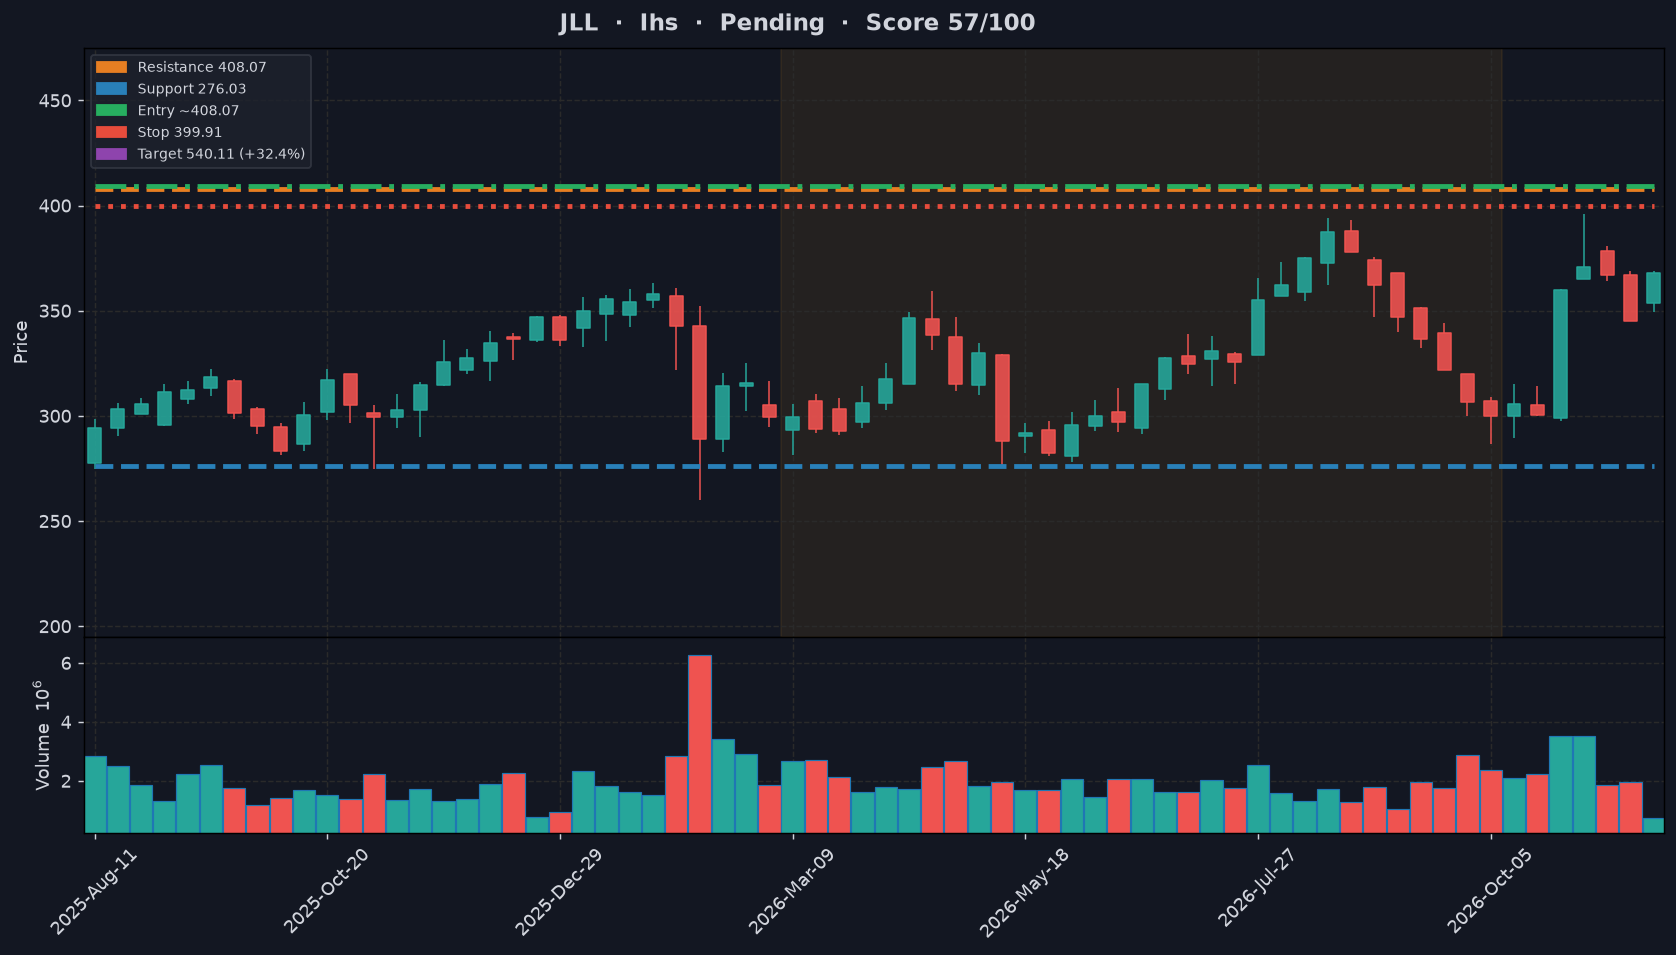 JLL · Ihs · Pending · Score 57/100
Resistance 408.07
Support 276.03
Entry ~408.07
Stop 399.91
Target 540.11 (+32.4%)
Price
450
400
350
300
250
200
Volume 10⁶
6
4
2
2025-Aug-11
2025-Oct-20
2025-Dec-29
2026-Mar-09
2026-May-18
2026-Jul-27
2026-Oct-05